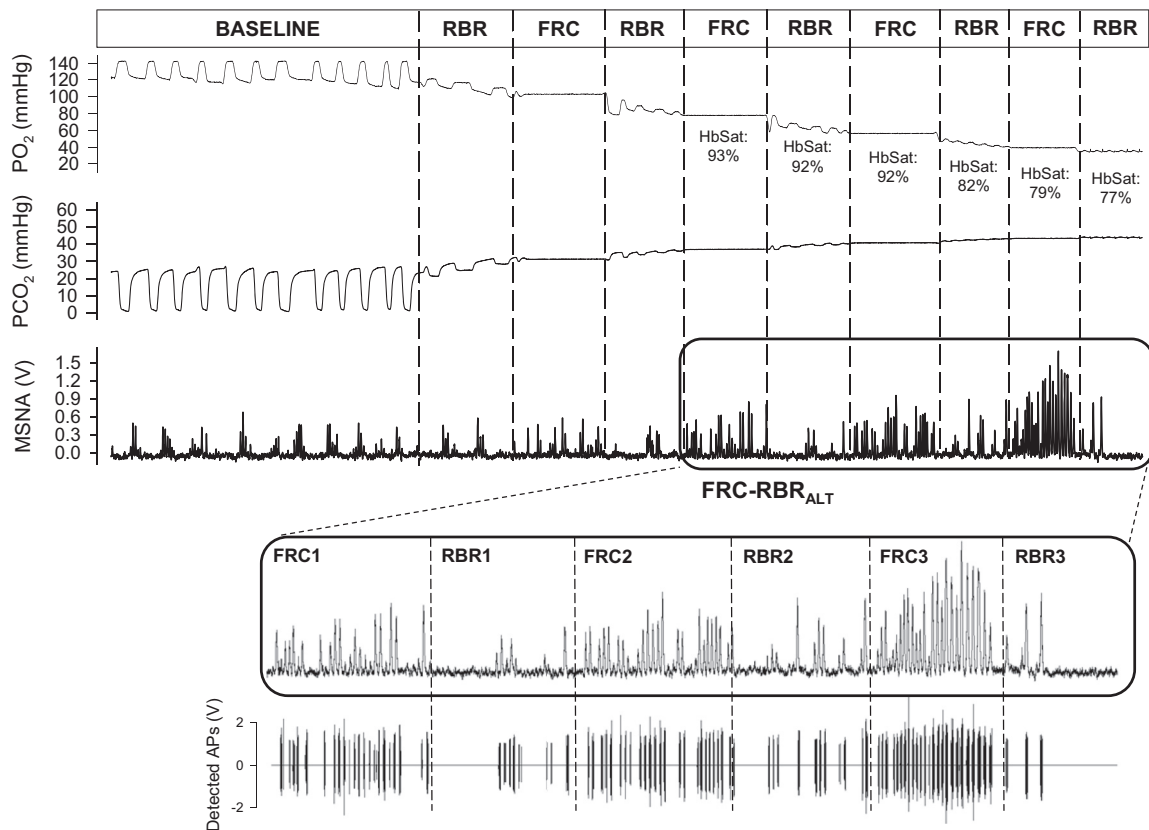 BASELINE RBR FRC RBR FRC RBR FRC RBR FRC RBR
PO2 (mmHg)
140
120
100
80
60
40
20
HbSat: 93%
HbSat: 92%
HbSat: 92%
HbSat: 82%
HbSat: 79%
HbSat: 77%
PCO2 (mmHg)
60
50
40
30
20
10
0
MSNA (V)
1.5
1.2
0.9
0.6
0.3
0.0
FRC-RBRALT
FRC1 RBR1 FRC2 RBR2 FRC3 RBR3
Detected APs (V)
2
0
-2